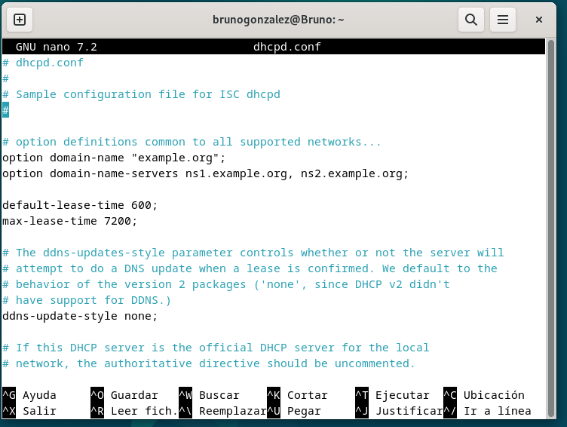 brunogonzalez@Bruno: ~
GNU nano 7.2 dhcpd.conf
# dhcpd.conf
#
# Sample configuration file for ISC dhcpd
#
# option definitions common to all supported networks...
option domain-name "example.org";
option domain-name-servers ns1.example.org, ns2.example.org;
default-lease-time 600;
max-lease-time 7200;
# The ddns-updates-style parameter controls whether or not the server will
# attempt to do a DNS update when a lease is confirmed. We default to the
# behavior of the version 2 packages ('none', since DHCP v2 didn't
# have support for DDNS.)
ddns-update-style none;
# If this DHCP server is the official DHCP server for the local
# network, the authoritative directive should be uncommented.
^G Ayuda ^O Guardar ^W Buscar ^K Cortar ^T Ejecutar ^C Ubicación
^X Salir ^R Leer fich. ^\ Reemplazar ^U Pegar ^J Justificar ^/ Ir a línea